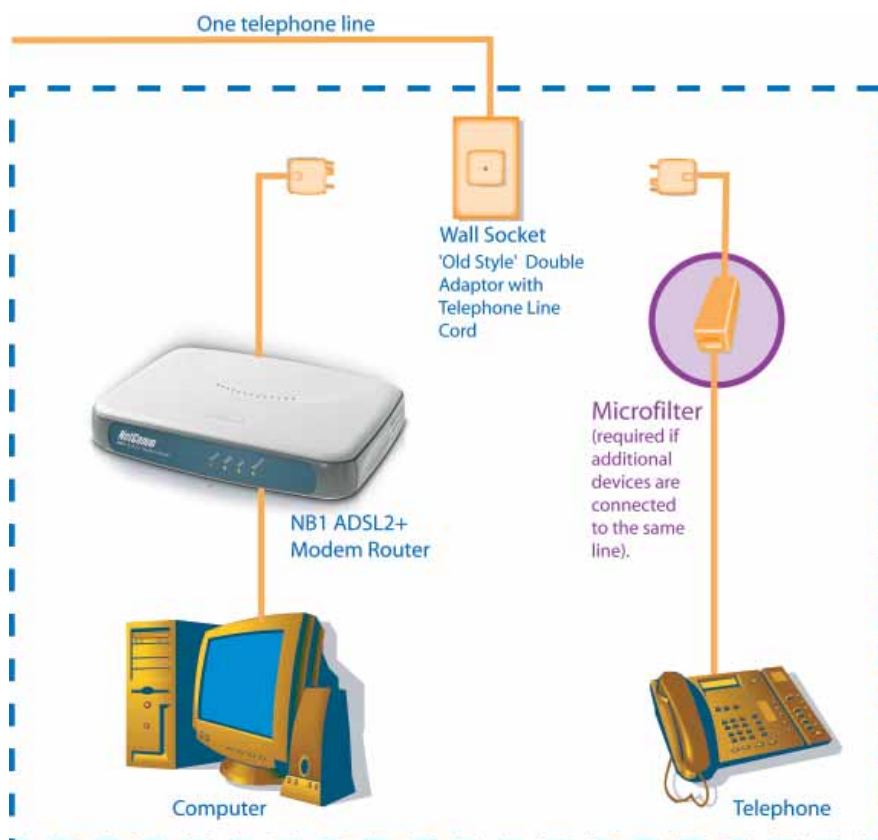 One telephone line
Wall Socket
'Old Style' Double
Adaptor with
Telephone Line
Cord
Microfilter
(required if
additional
devices are
connected
to the same
line).
NetComm
NB1 ADSL2+
Modem Router
Computer
Telephone